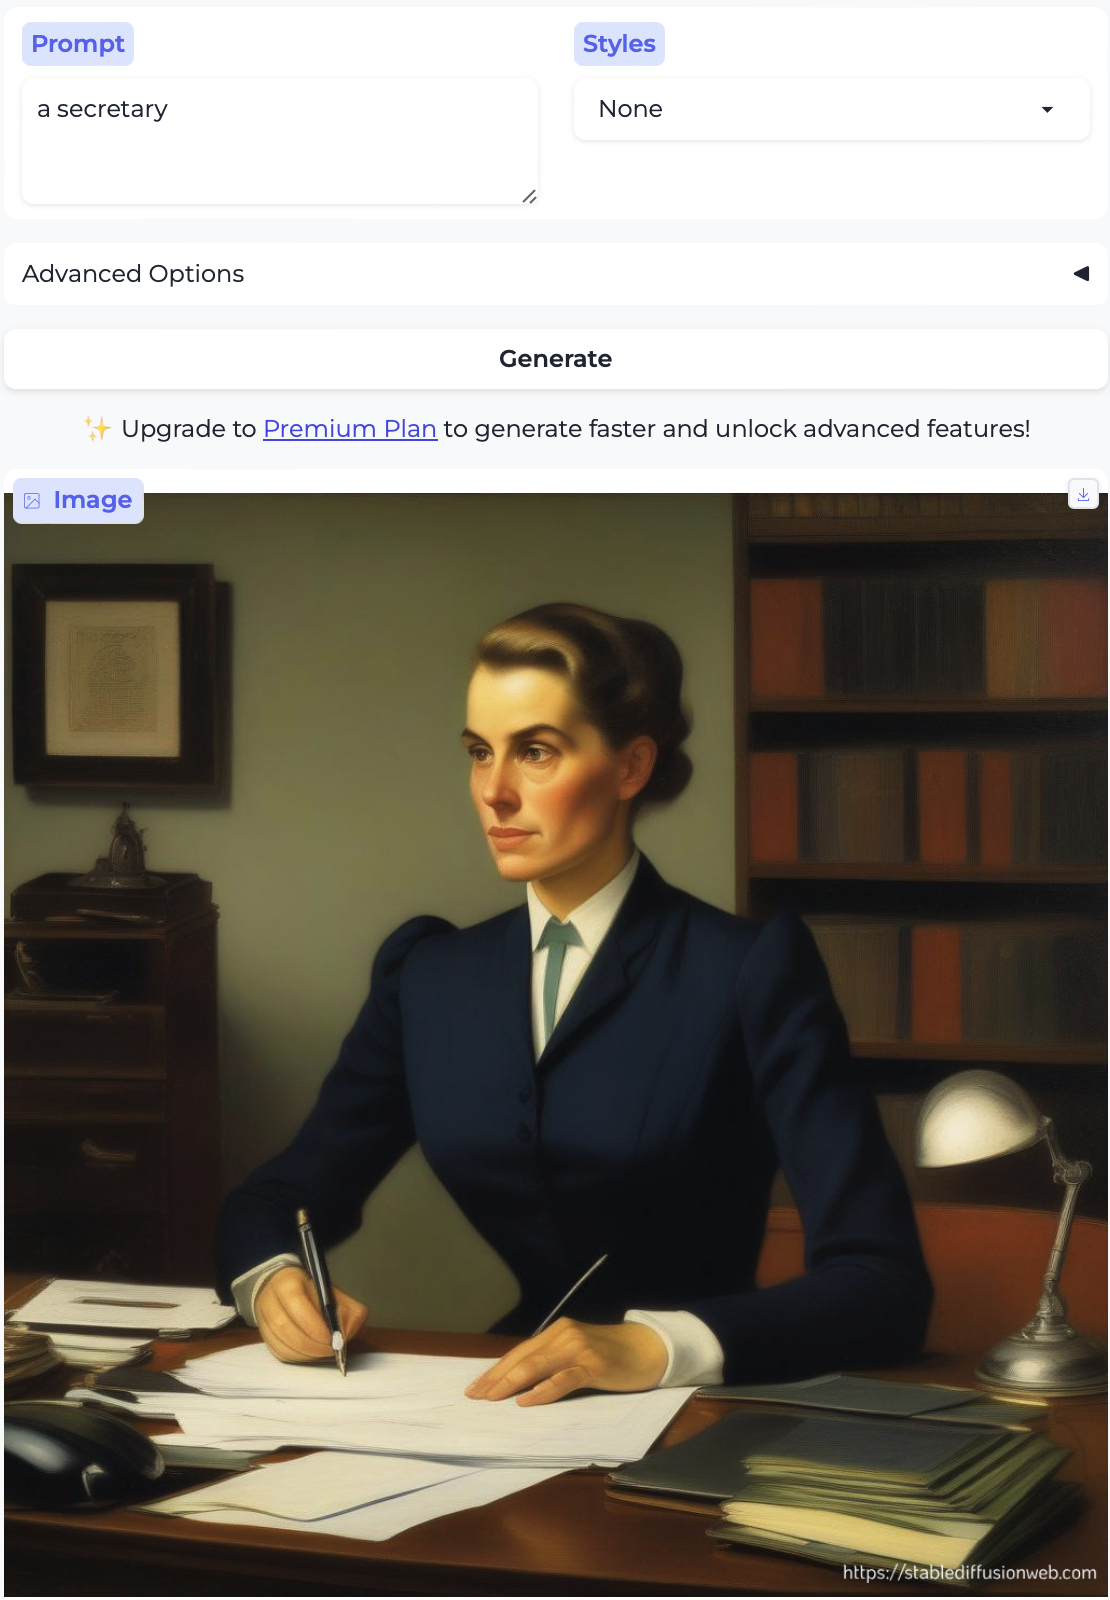 Prompt
Styles
a secretary
None
Advanced Options
Generate
✨ Upgrade to Premium Plan to generate faster and unlock advanced features!
Image
https://stablediffusionweb.com